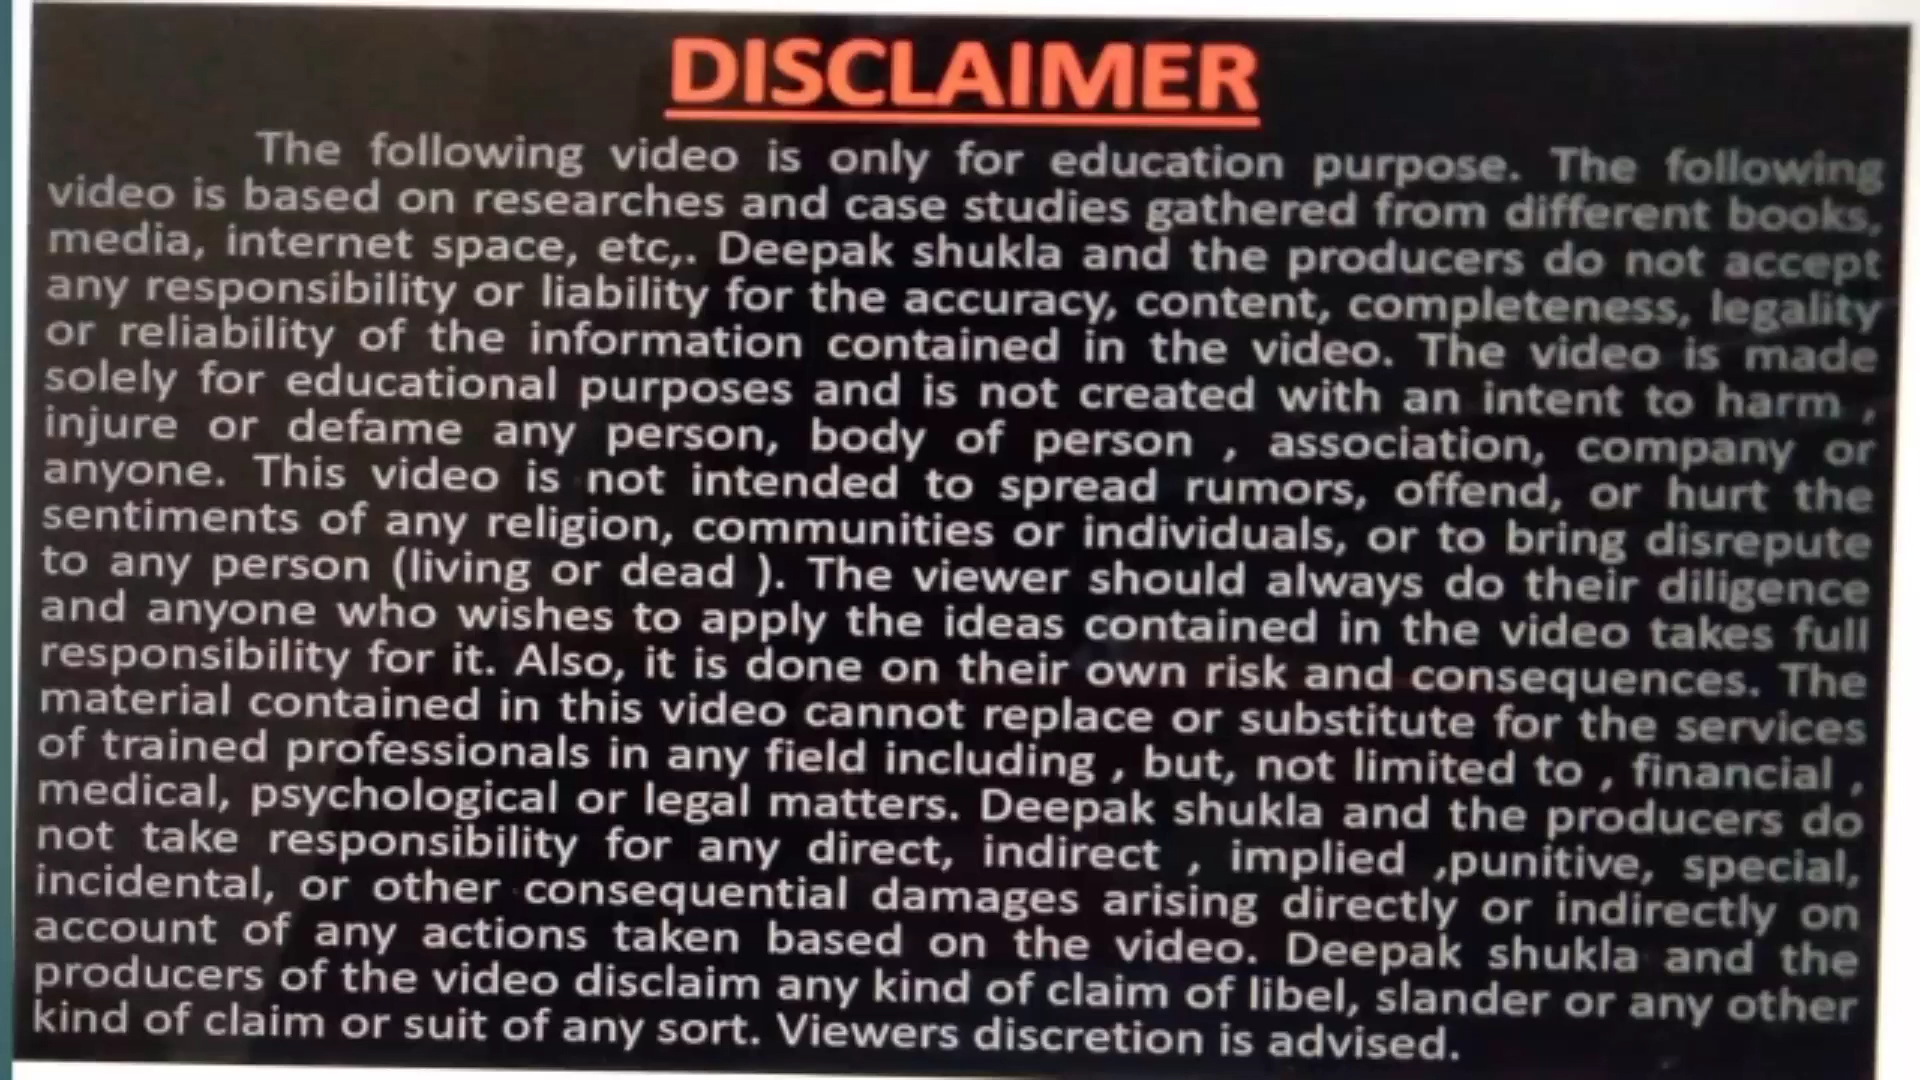 DISCLAIMER
The following video is only for education purpose. The following
video is based on researches and case studies gathered from different books,
media, internet space, etc,. Deepak shukla and the producers do not accept
any responsibility or liability for the accuracy, content, completeness, legality
or reliability of the information contained in the video. The video is made
solely for educational purposes and is not created with an intent to harm ,
injure or defame any person, body of person , association, company or
anyone. This video is not intended to spread rumors, offend, or hurt the
sentiments of any religion, communities or individuals, or to bring disrepute
to any person (living or dead ). The viewer should always do their diligence
and anyone who wishes to apply the ideas contained in the video takes full
responsibility for it. Also, it is done on their own risk and consequences. The
material contained in this video cannot replace or substitute for the services
of trained professionals in any field including , but, not limited to , financial ,
medical, psychological or legal matters. Deepak shukla and the producers do
not take responsibility for any direct, indirect , implied ,punitive, special,
incidental, or other consequential damages arising directly or indirectly on
account of any actions taken based on the video. Deepak shukla and the
producers of the video disclaim any kind of claim of libel, slander or any other
kind of claim or suit of any sort. Viewers discretion is advised.